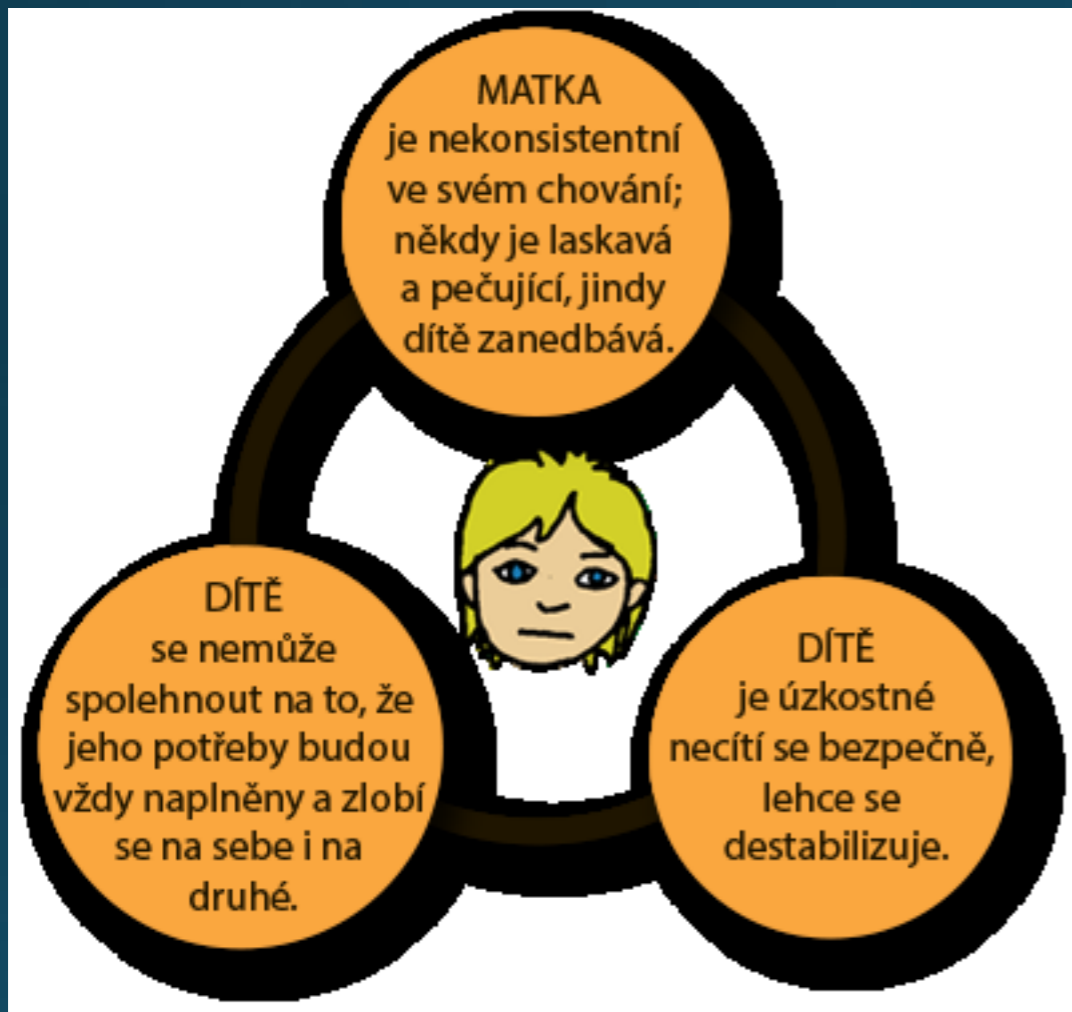 MATKA
je nekonsistentní
ve svém chování;
někdy je laskavá
a pečující, jindy
dítě zanedbává.
DÍTĚ
se nemůže
spolehnout na to, že
jeho potřeby budou
vždy naplněny a zlobí
se na sebe i na
druhé.
DÍTĚ
je úzkostné
necítí se bezpečně,
lehce se
destabilizuje.